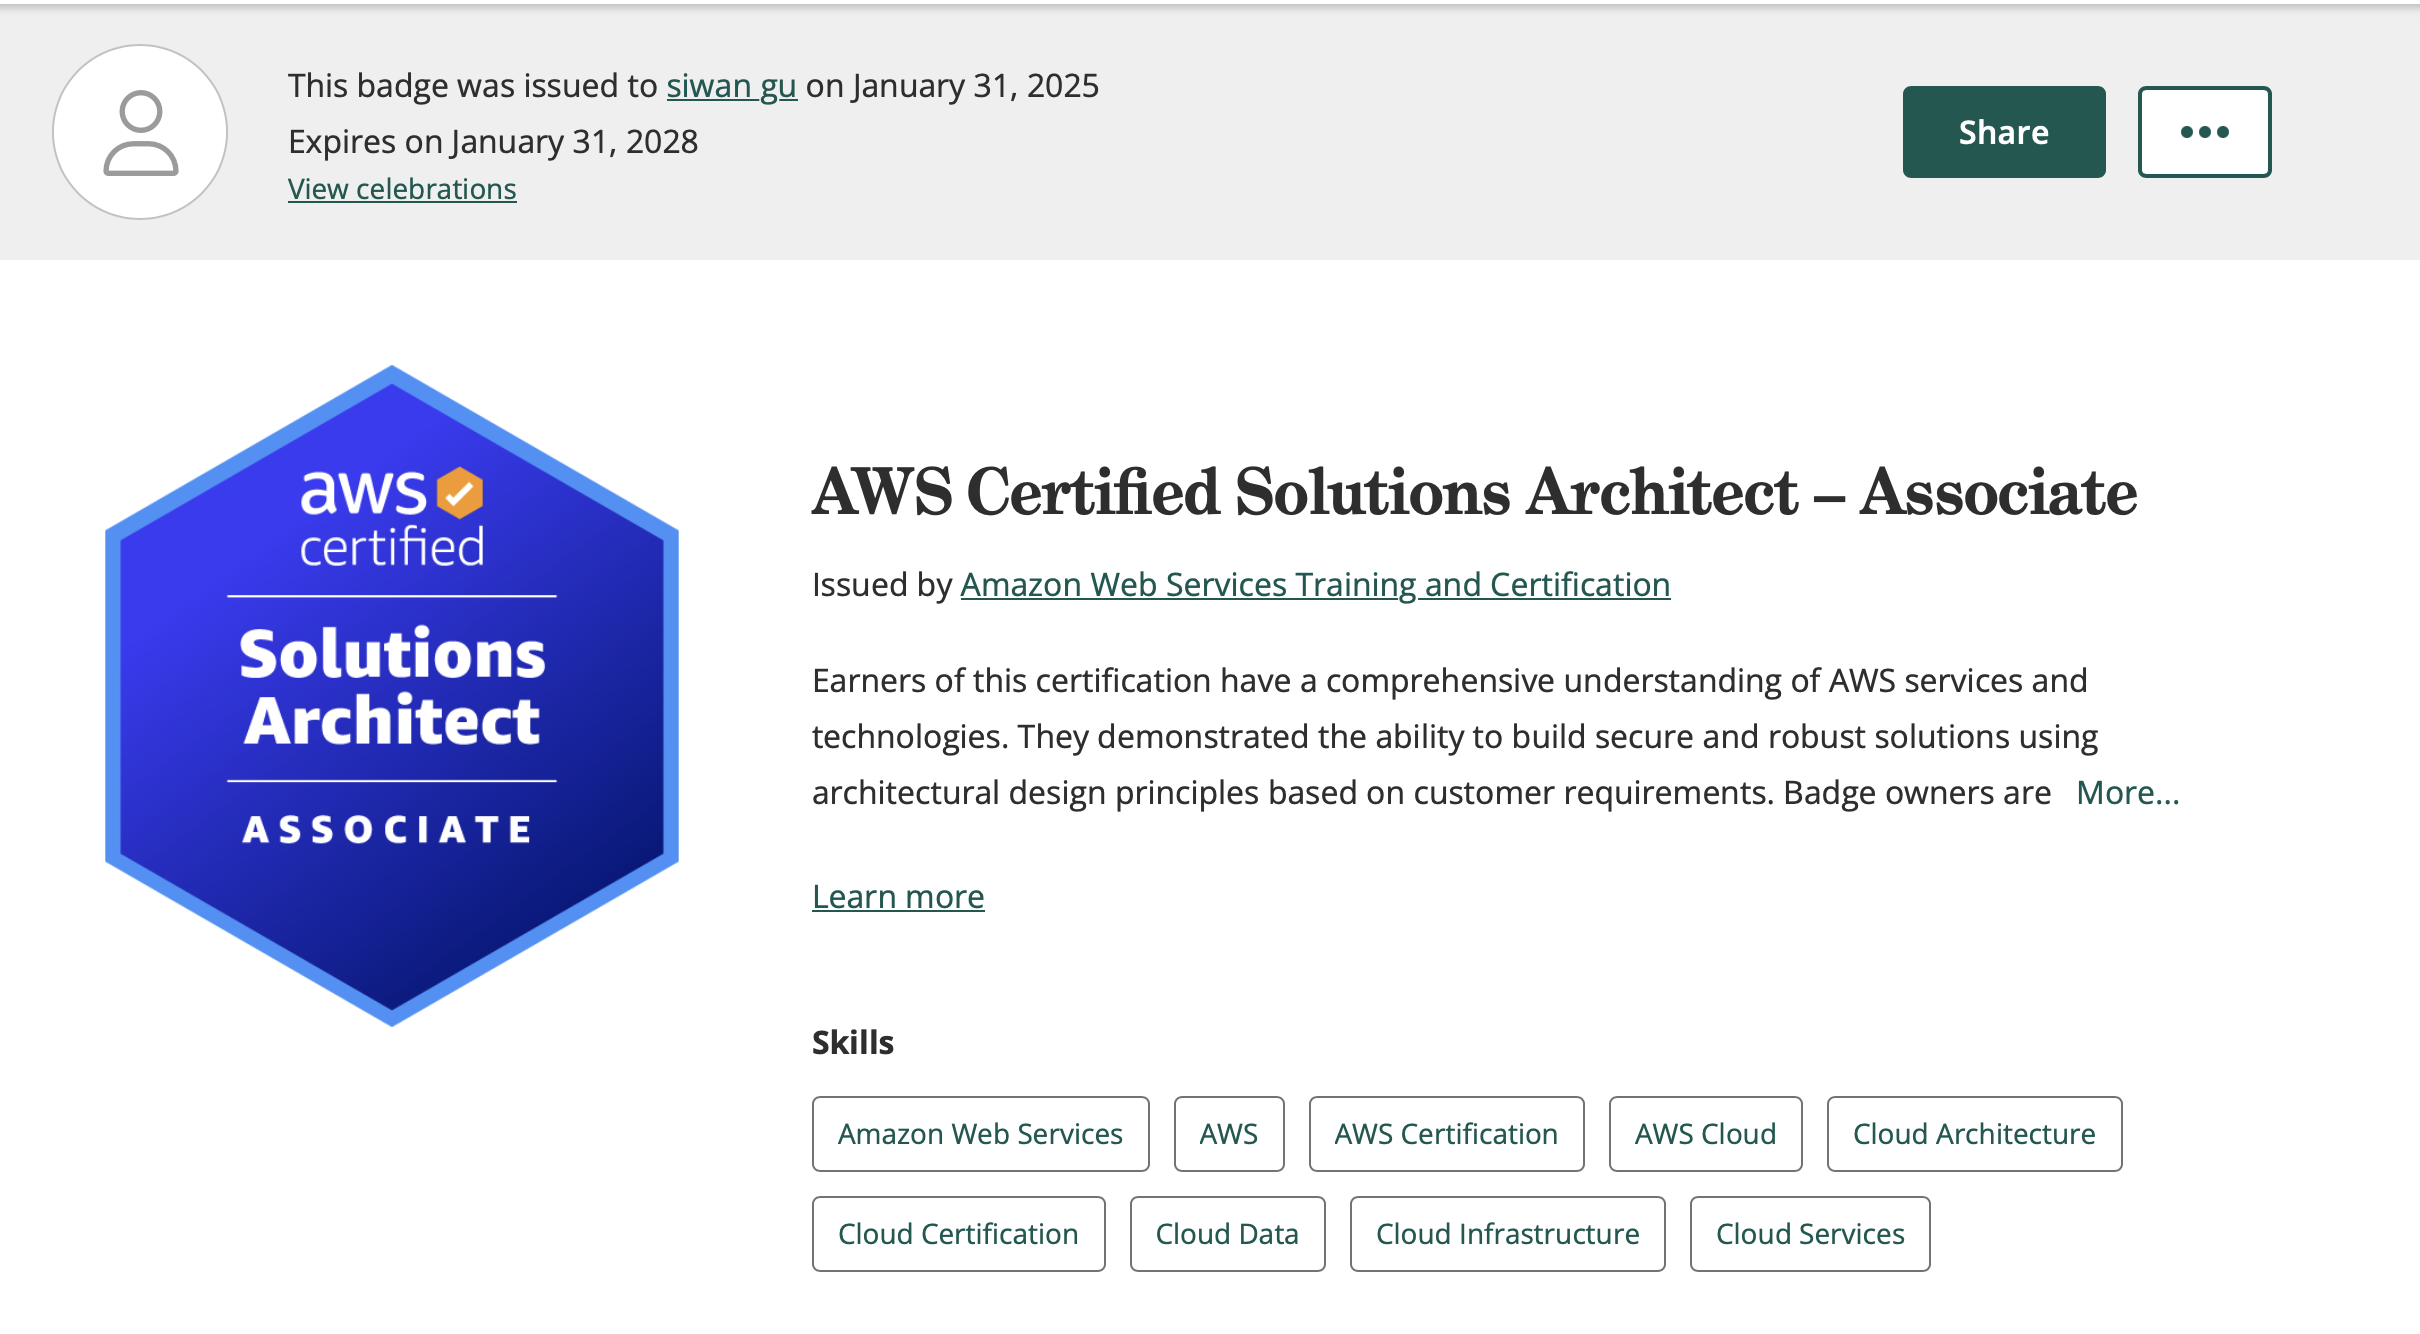 This badge was issued to siwan gu on January 31, 2025
Expires on January 31, 2028
View celebrations
Share
aws
certified
Solutions
Architect
ASSOCIATE
AWS Certified Solutions Architect – Associate
Issued by Amazon Web Services Training and Certification
Earners of this certification have a comprehensive understanding of AWS services and
technologies. They demonstrated the ability to build secure and robust solutions using
architectural design principles based on customer requirements. Badge owners are More...
Learn more
Skills
Amazon Web Services AWS AWS Certification AWS Cloud Cloud Architecture
Cloud Certification Cloud Data Cloud Infrastructure Cloud Services